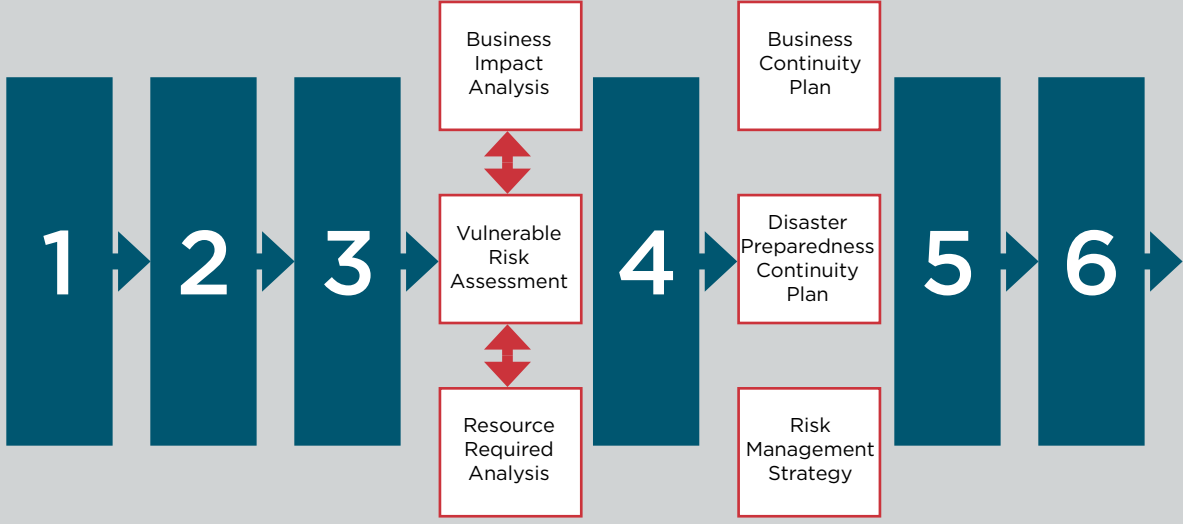 1
2
3
Business
Impact
Analysis
Vulnerable
Risk
Assessment
Resource
Required
Analysis
4
Business
Continuity
Plan
Disaster
Preparedness
Continuity
Plan
Risk
Management
Strategy
5
6